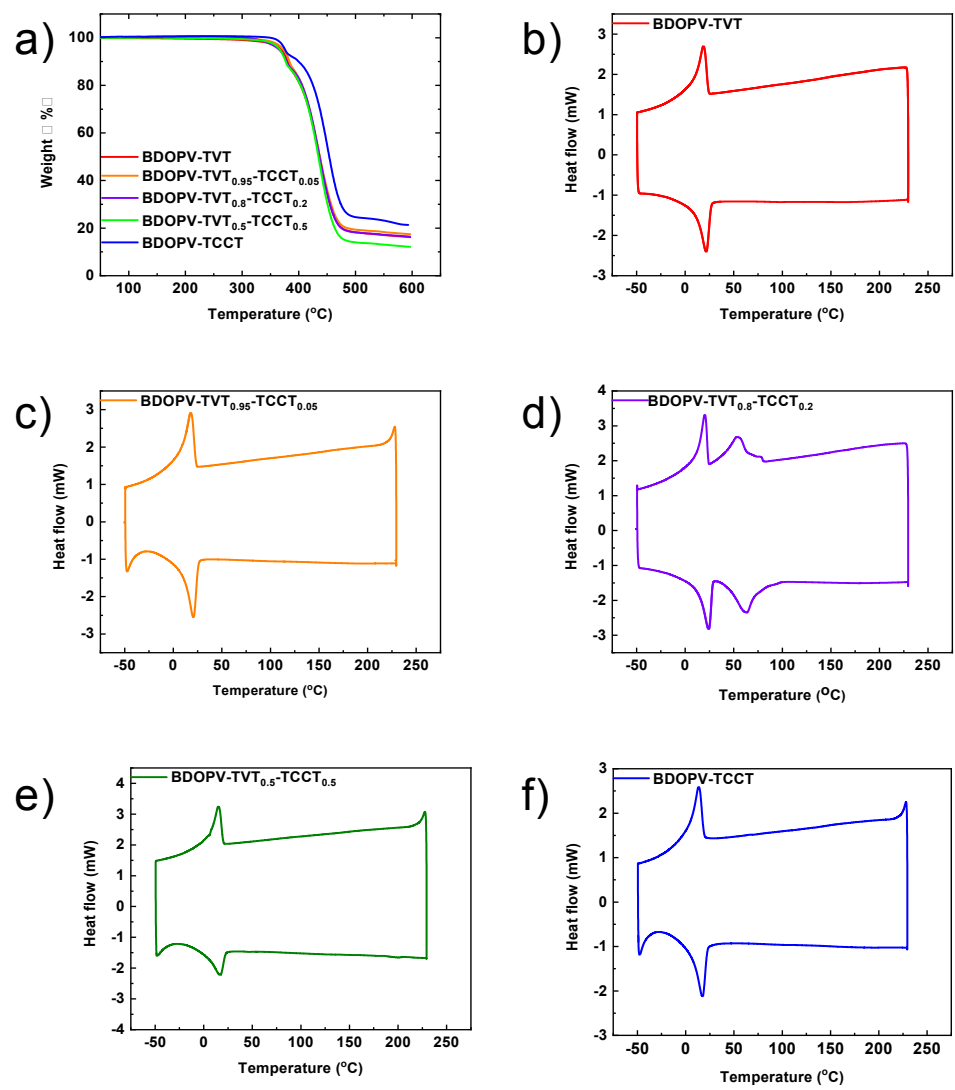 a)
100
80
60
40
20
0
Weight □ %□
BDOPV-TVT
BDOPV-TVT0.95-TCCT0.05
BDOPV-TVT0.8-TCCT0.2
BDOPV-TVT0.5-TCCT0.5
BDOPV-TCCT
100 200 300 400 500 600
Temperature (oC)
b)
BDOPV-TVT
3
2
1
0
-1
-2
-3
Heat flow (mW)
-50 0 50 100 150 200 250
Temperature (oC)
c)
BDOPV-TVT0.95-TCCT0.05
3
2
1
0
-1
-2
-3
Heat flow (mW)
-50 0 50 100 150 200 250
Temperature (oC)
d)
BDOPV-TVT0.8-TCCT0.2
4
3
2
1
0
-1
-2
-3
Heat flow (mW)
-50 0 50 100 150 200 250
Temperature (OC)
e)
BDOPV-TVT0.5-TCCT0.5
4
3
2
1
0
-1
-2
-3
-4
Heat flow (mW)
-50 0 50 100 150 200 250
Temperature (oC)
f)
BDOPV-TCCT
3
2
1
0
-1
-2
-3
Heat flow (mW)
-50 0 50 100 150 200 250
Temperature (oC)